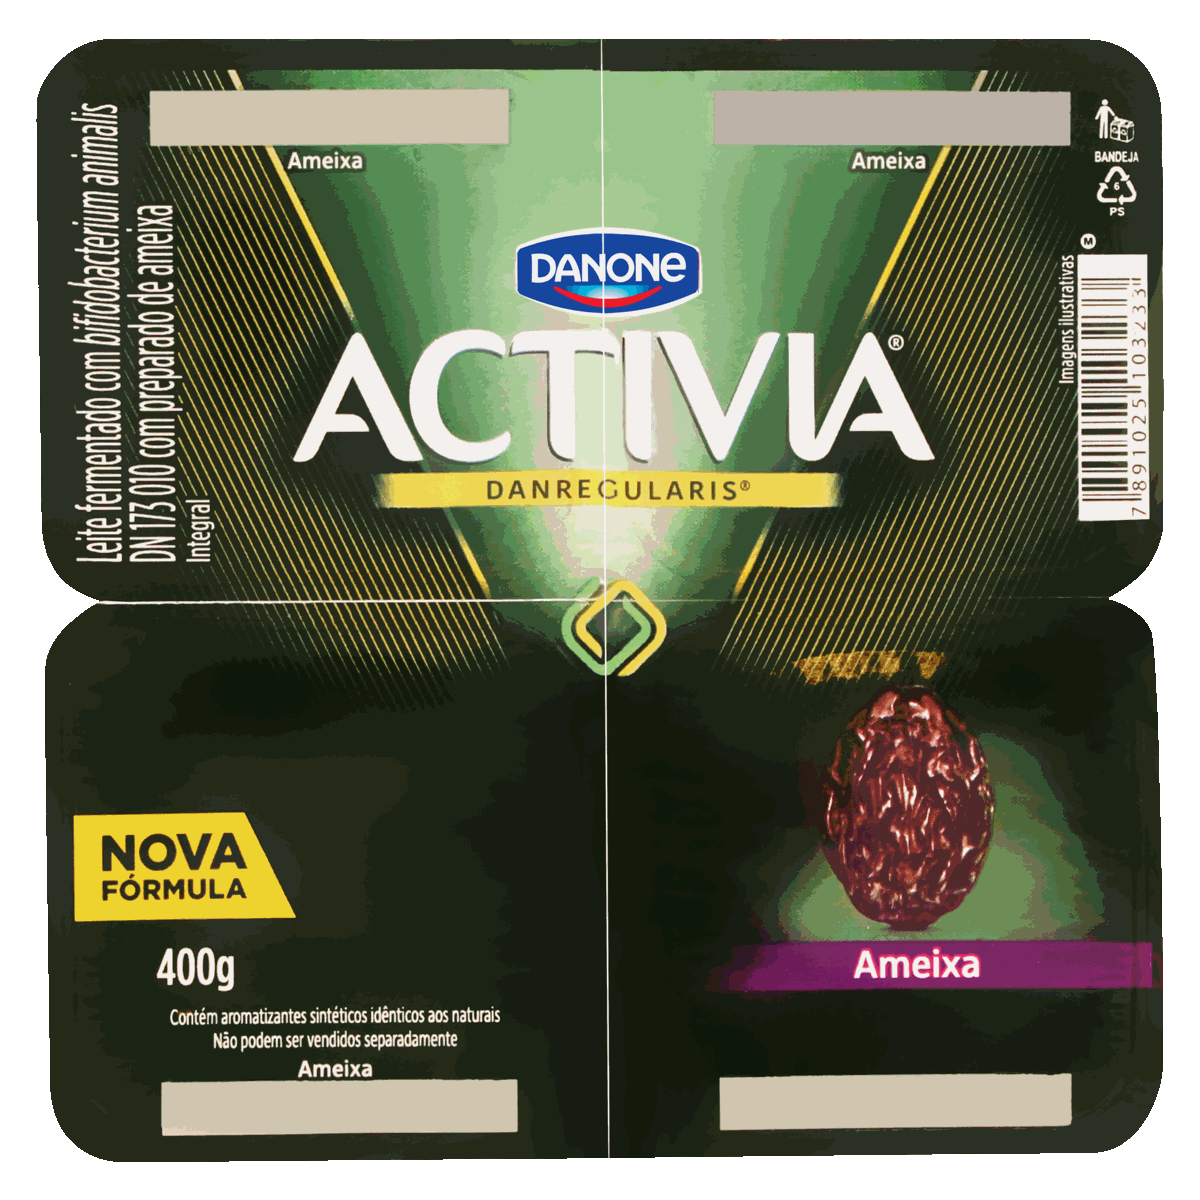 Leite fermentado com bifidobacterium animalis
DN 173 010 com preparado de ameixa
Integral
Ameixa
Ameixa
BANDEJA
6
PS
M
Imagens ilustrativas
7 891025 103233
DANONE
ACTIVIA®
DANREGULARIS®
NOVA
FÓRMULA
400g
Contém aromatizantes sintéticos idênticos aos naturais
Não podem ser vendidos separadamente
Ameixa
Ameixa